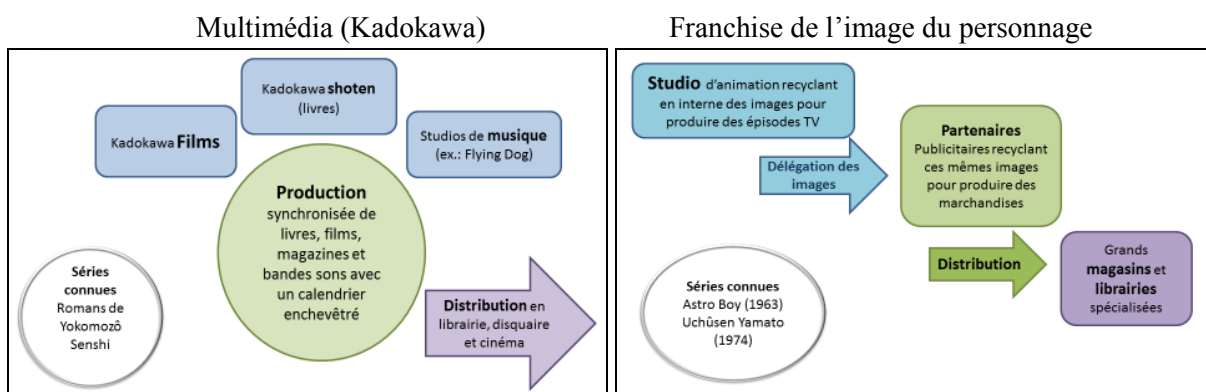 Multimédia (Kadokawa)
Kadokawa Films
Kadokawa shoten
(livres)
Studios de musique
(ex.: Flying Dog)
Production
synchronisée de
livres, films,
magazines et
bandes sons avec
un calendrier
enchevêtré
Séries
connues
Romans de
Yokomozô
Senshi
Distribution en
librairie, disquaire
et cinéma
Franchise de l’image du personnage
Studio d’animation recyclant
en interne des images pour
produire des épisodes TV
Délégation des
images
Partenaires
Publicitaires recyclant
ces mêmes images
pour produire des
marchandises
Distribution
Grands
magasins et
librairies
spécialisées
Séries connues
Astro Boy (1963)
Uchûsen Yamato
(1974)